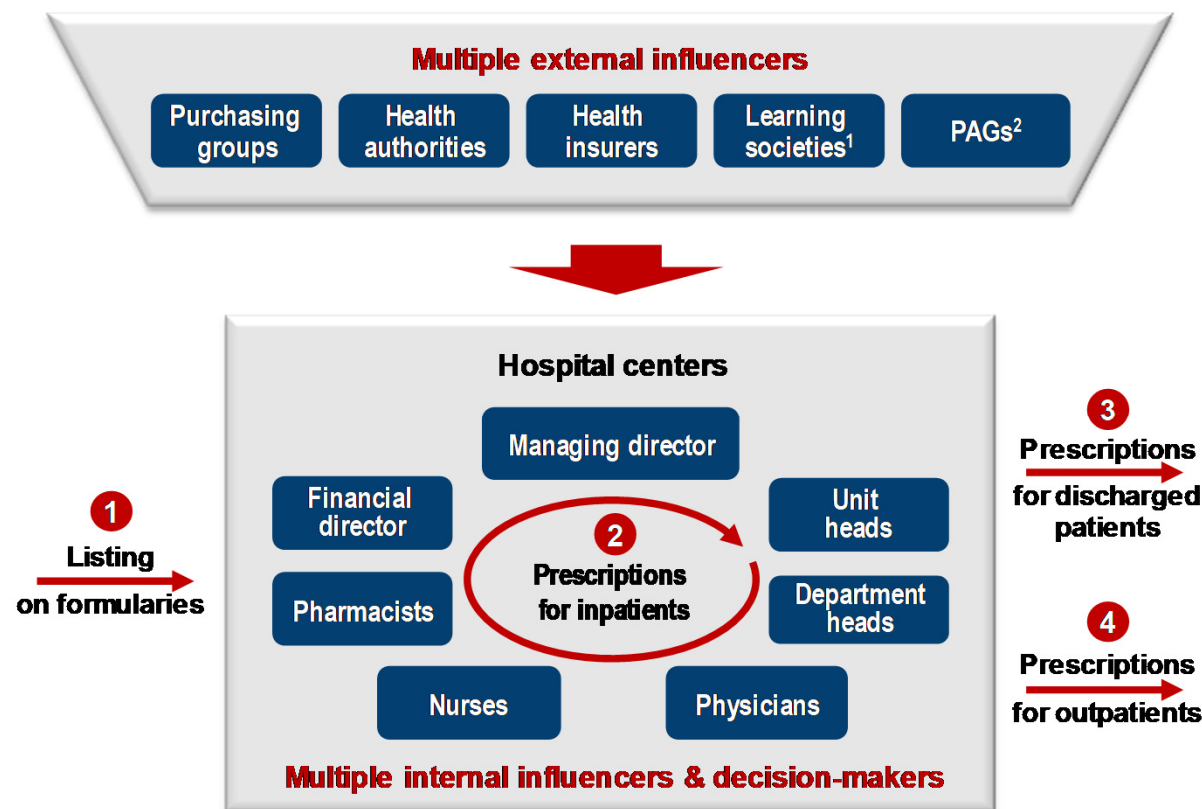 Multiple external influencers
Purchasing
groups
Health
authorities
Health
insurers
Learning
societies1
PAGs2
Hospital centers
Managing director
Financial
director
Unit
heads
1
Listing
on formularies
2
Prescriptions
for inpatients
Pharmacists
Department
heads
Nurses
Physicians
Multiple internal influencers & decision-makers
3
Prescriptions
for discharged
patients
4
Prescriptions
for outpatients